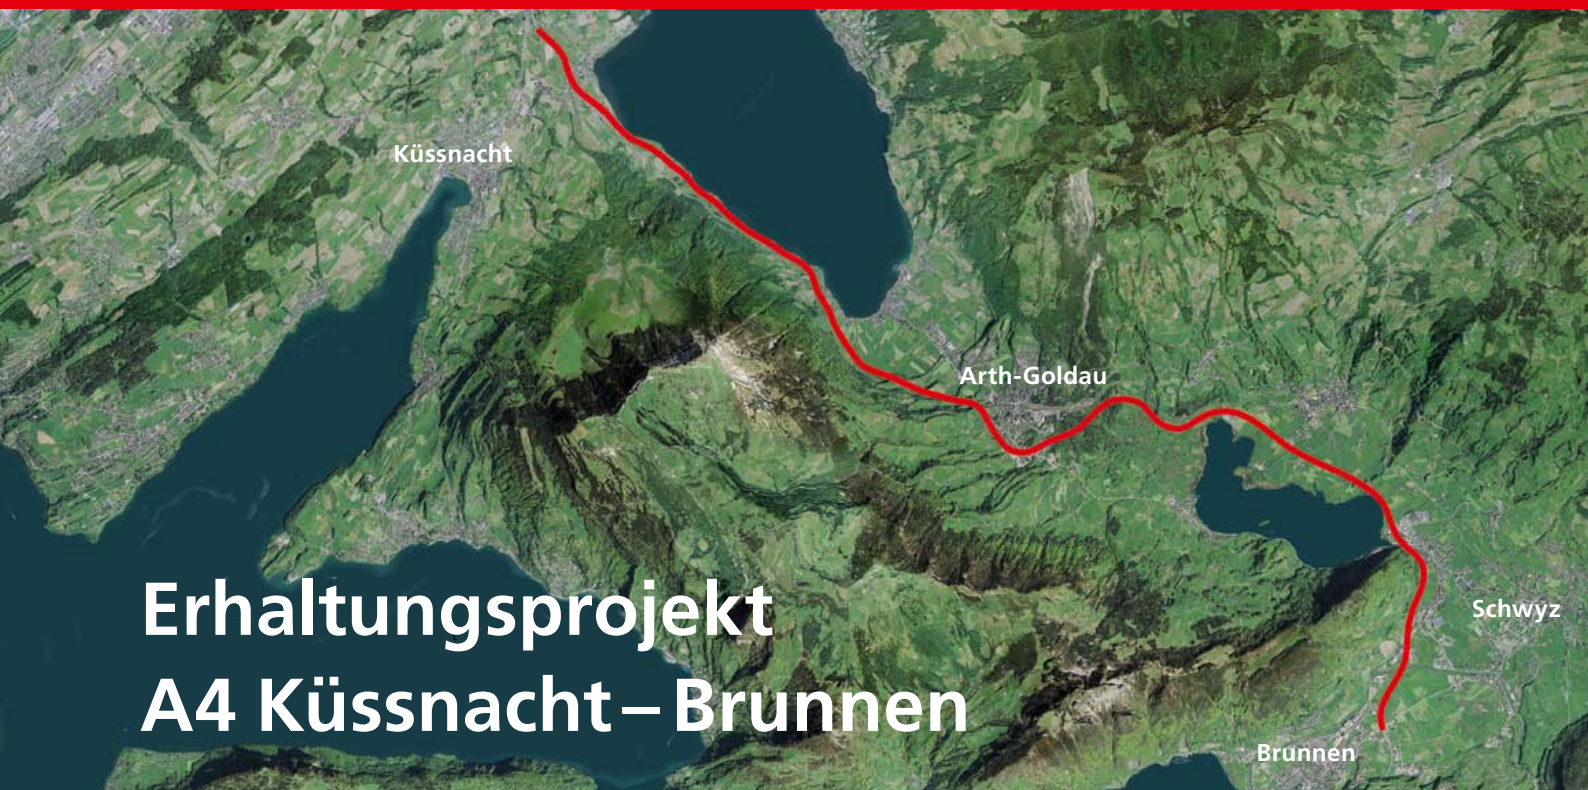 Küssnacht
Arth-Goldau
Schwyz
Erhaltungsprojekt
A4 Küssnacht – Brunnen
Brunnen